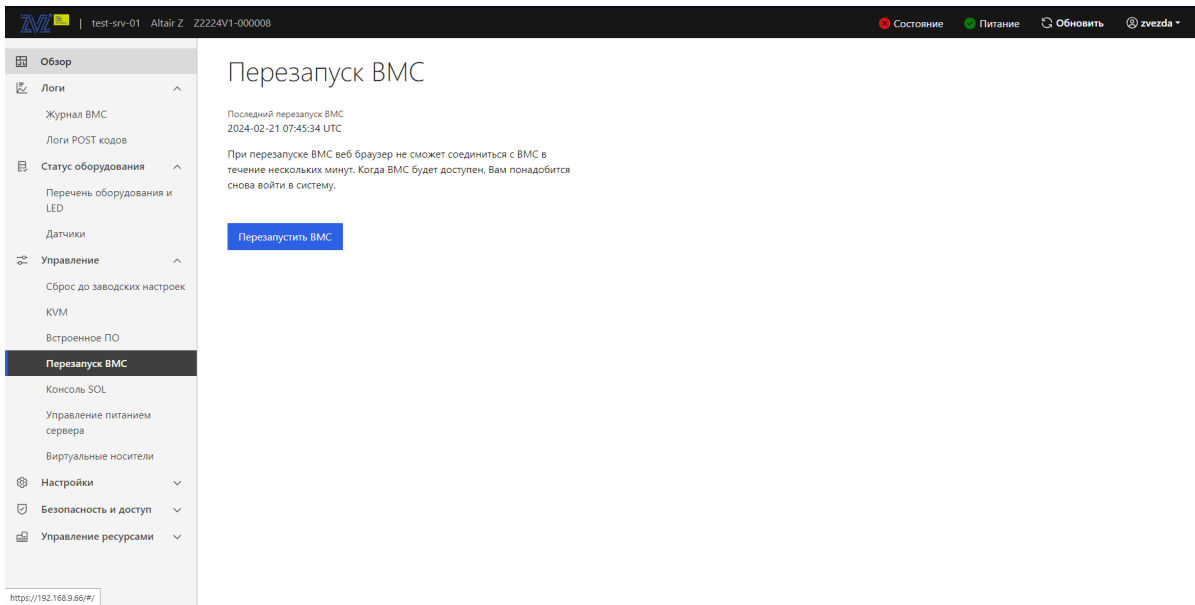 ZVZ | test-srv-01 Altair Z Z2224V1-000008 Состояние Питание Обновить zvezda
Обзор
Логи
Журнал BMC
Логи POST кодов
Статус оборудования
Перечень оборудования и
LED
Датчики
Управление
Сброс до заводских настроек
KVM
Встроенное ПО
Перезапуск BMC
Консоль SOL
Управление питанием
сервера
Виртуальные носители
Настройки
Безопасность и доступ
Управление ресурсами
https://192.168.9.66/#/
Перезапуск BMC
Последний перезапуск BMC
2024-02-21 07:45:34 UTC
При перезапуске BMC веб браузер не сможет соединиться с BMC в
течение нескольких минут. Когда BMC будет доступен, Вам понадобится
снова войти в систему.
Перезапустить BMC